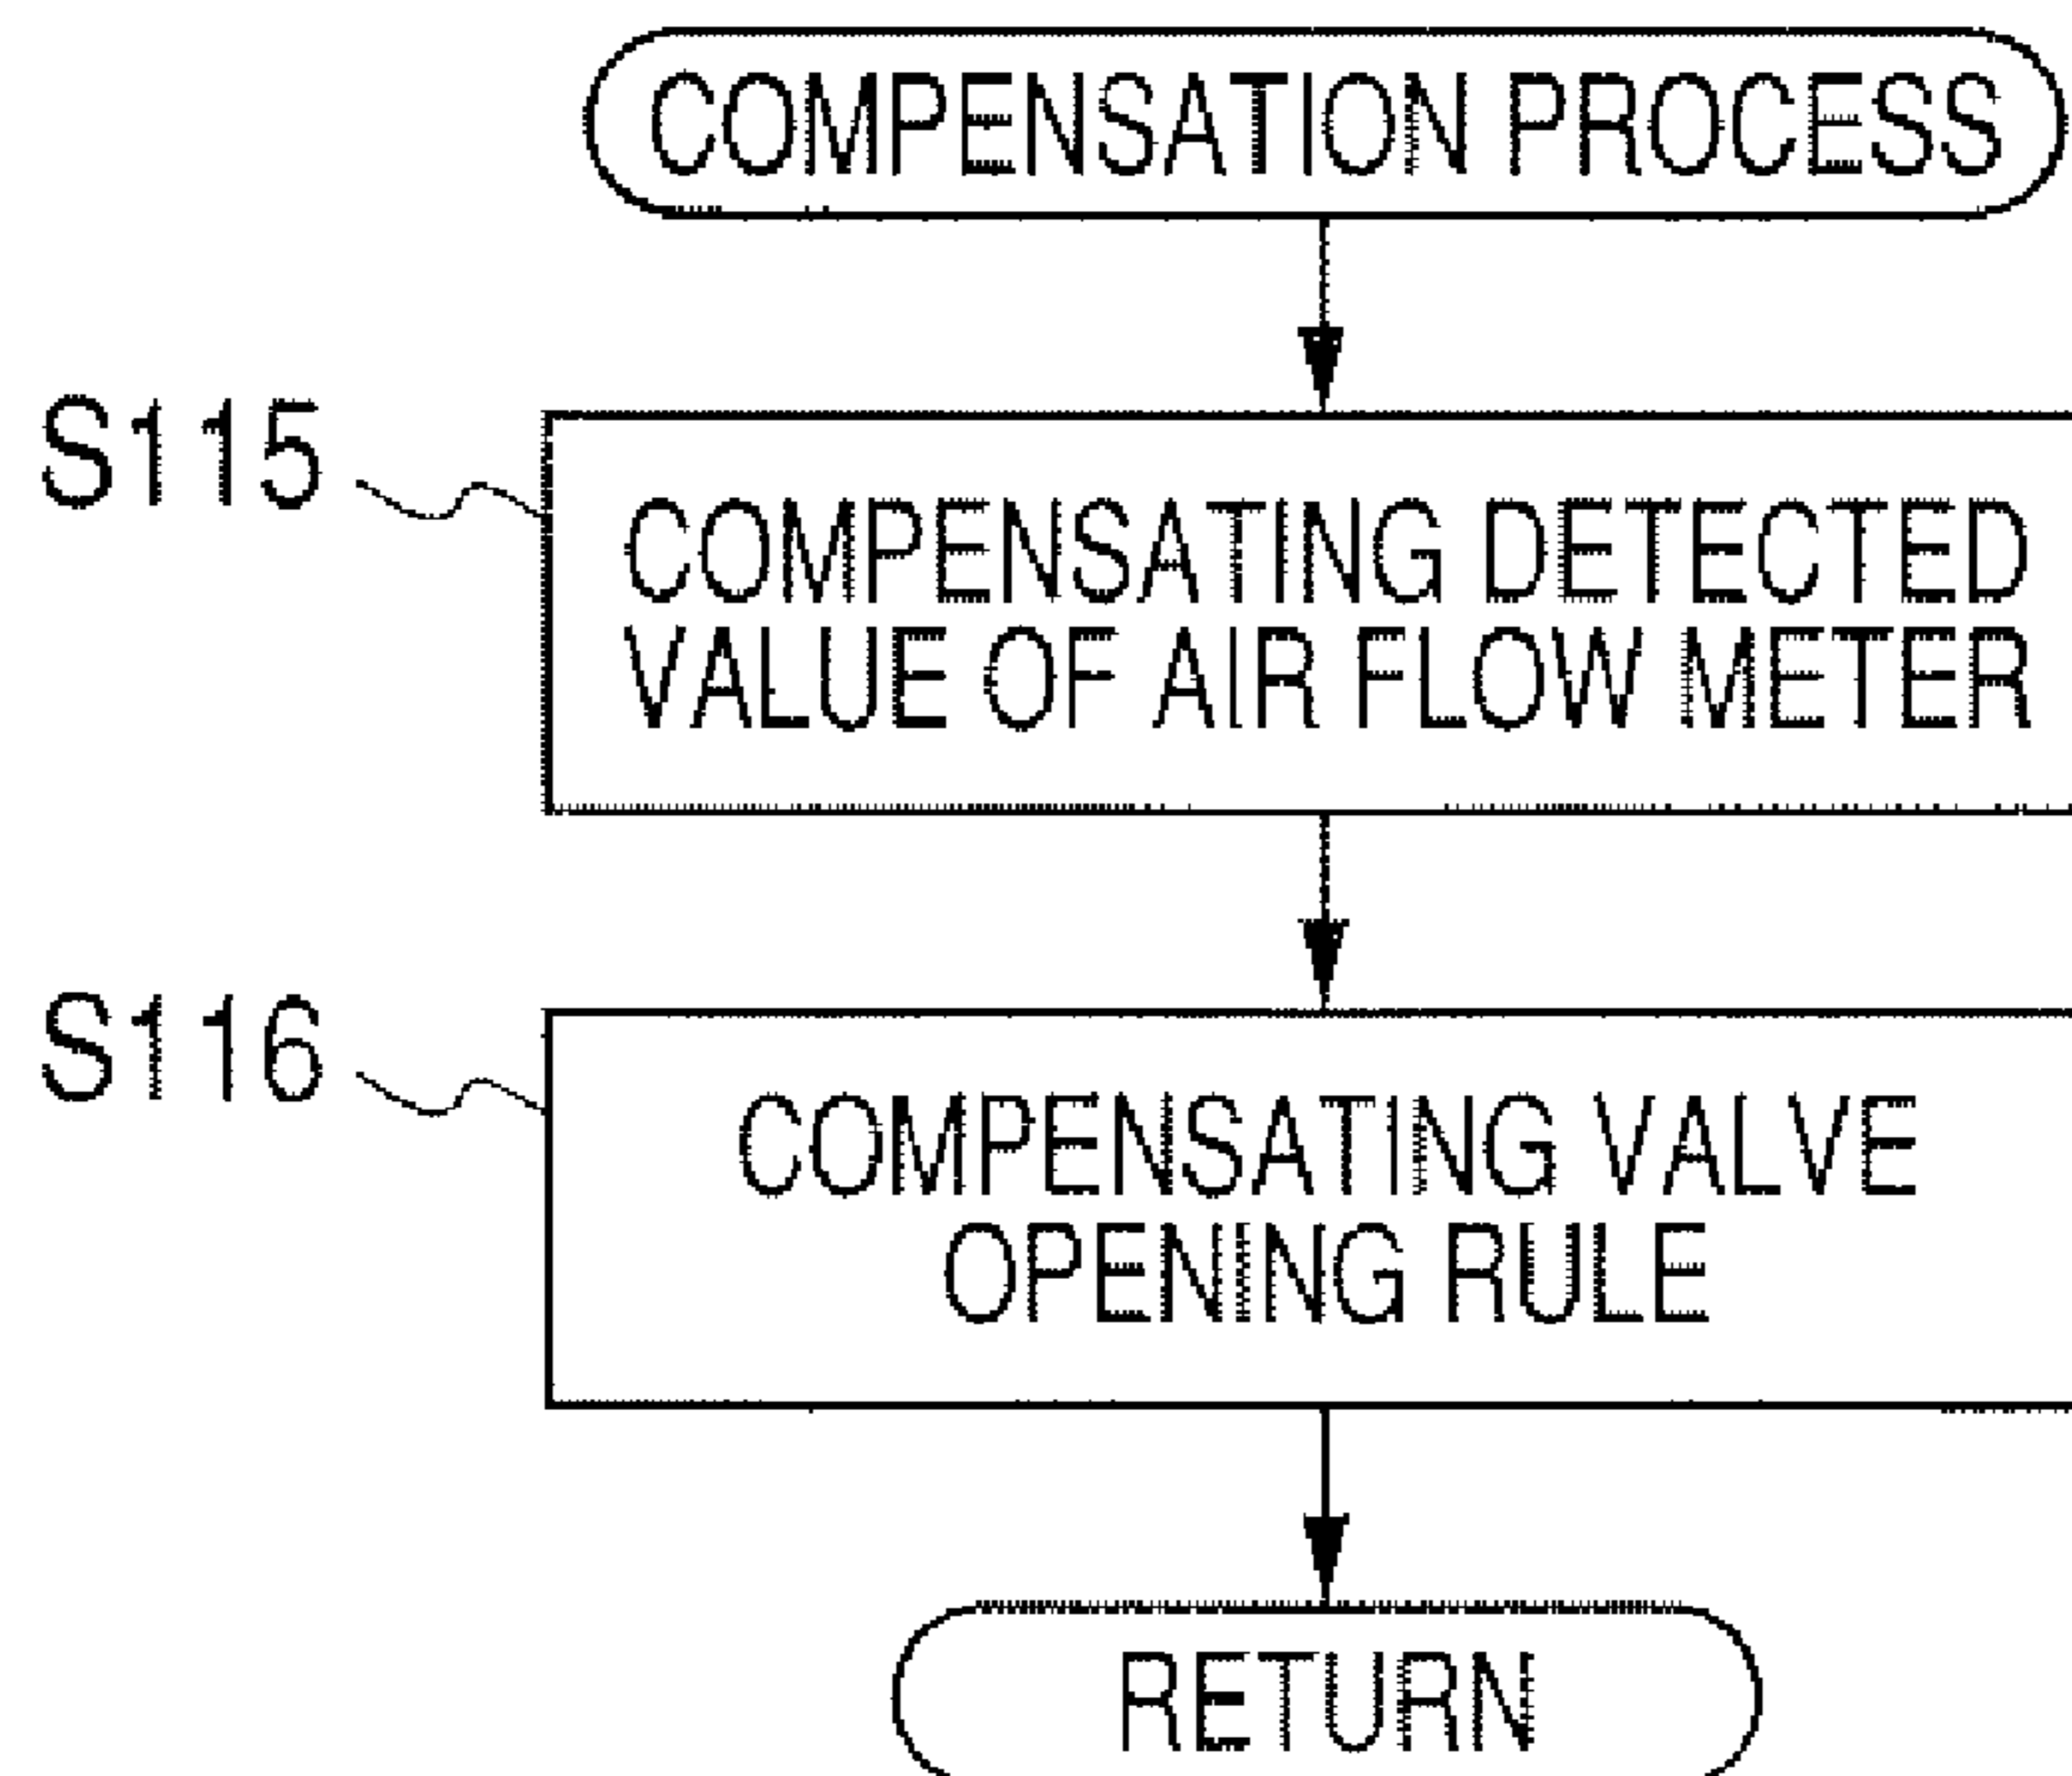 COMPENSATION PROCESS
S115
COMPENSATING DETECTED
VALUE OF AIR FLOW METER
S116
COMPENSATING VALVE
OPENING RULE
RETURN